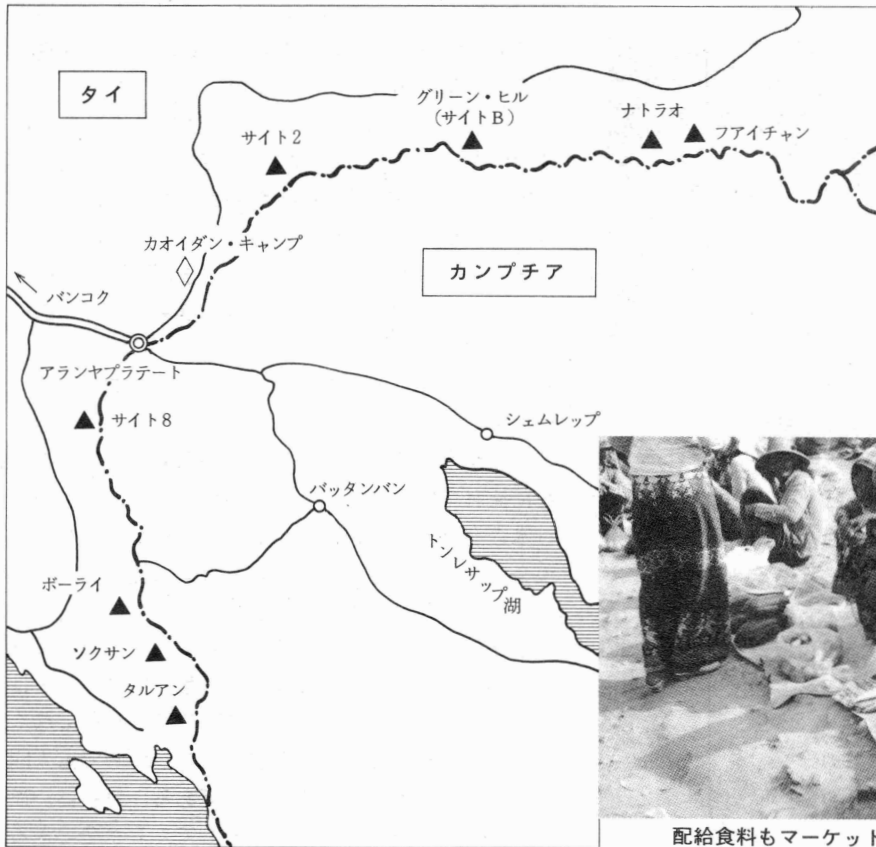 タイ
グリーン・ヒル
(サイトB)
ナトラオ
フアイチャン
サイト2
カオイダン・キャンプ
カンプチア
バンコク
アランヤプラテート
サイト8
シェムレップ
バッタンバン
トンレサップ湖
ボーライ
ソクサン
タルアン
配給食料もマーケット